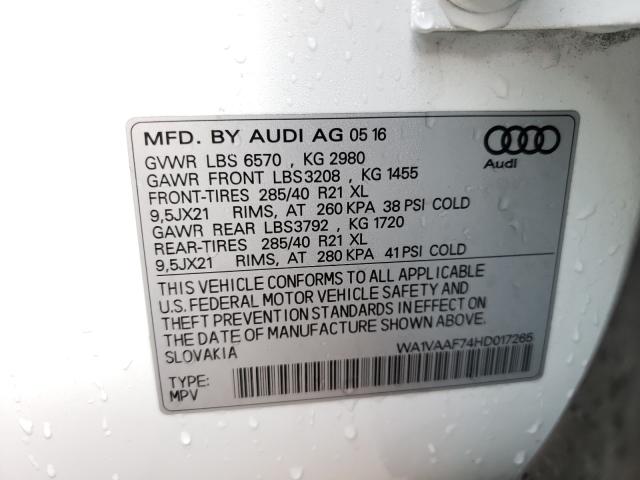 MFD. BY AUDI AG 05 16
GVWR LBS 6570 , KG 2980
GAWR FRONT LBS3208 , KG 1455
FRONT-TIRES 285/40 R21 XL
9,5JX21 RIMS, AT 260 KPA 38 PSI COLD
GAWR REAR LBS3792 , KG 1720
REAR-TIRES 285/40 R21 XL
9,5JX21 RIMS, AT 280 KPA 41PSI COLD
Audi
THIS VEHICLE CONFORMS TO ALL APPLICABLE
U.S. FEDERAL MOTOR VEHICLE SAFETY AND
THEFT PREVENTION STANDARDS IN EFFECT ON
THE DATE OF MANUFACTURE SHOWN ABOVE.
SLOVAKIA
WA1VAAF74HD017265
TYPE:
MPV